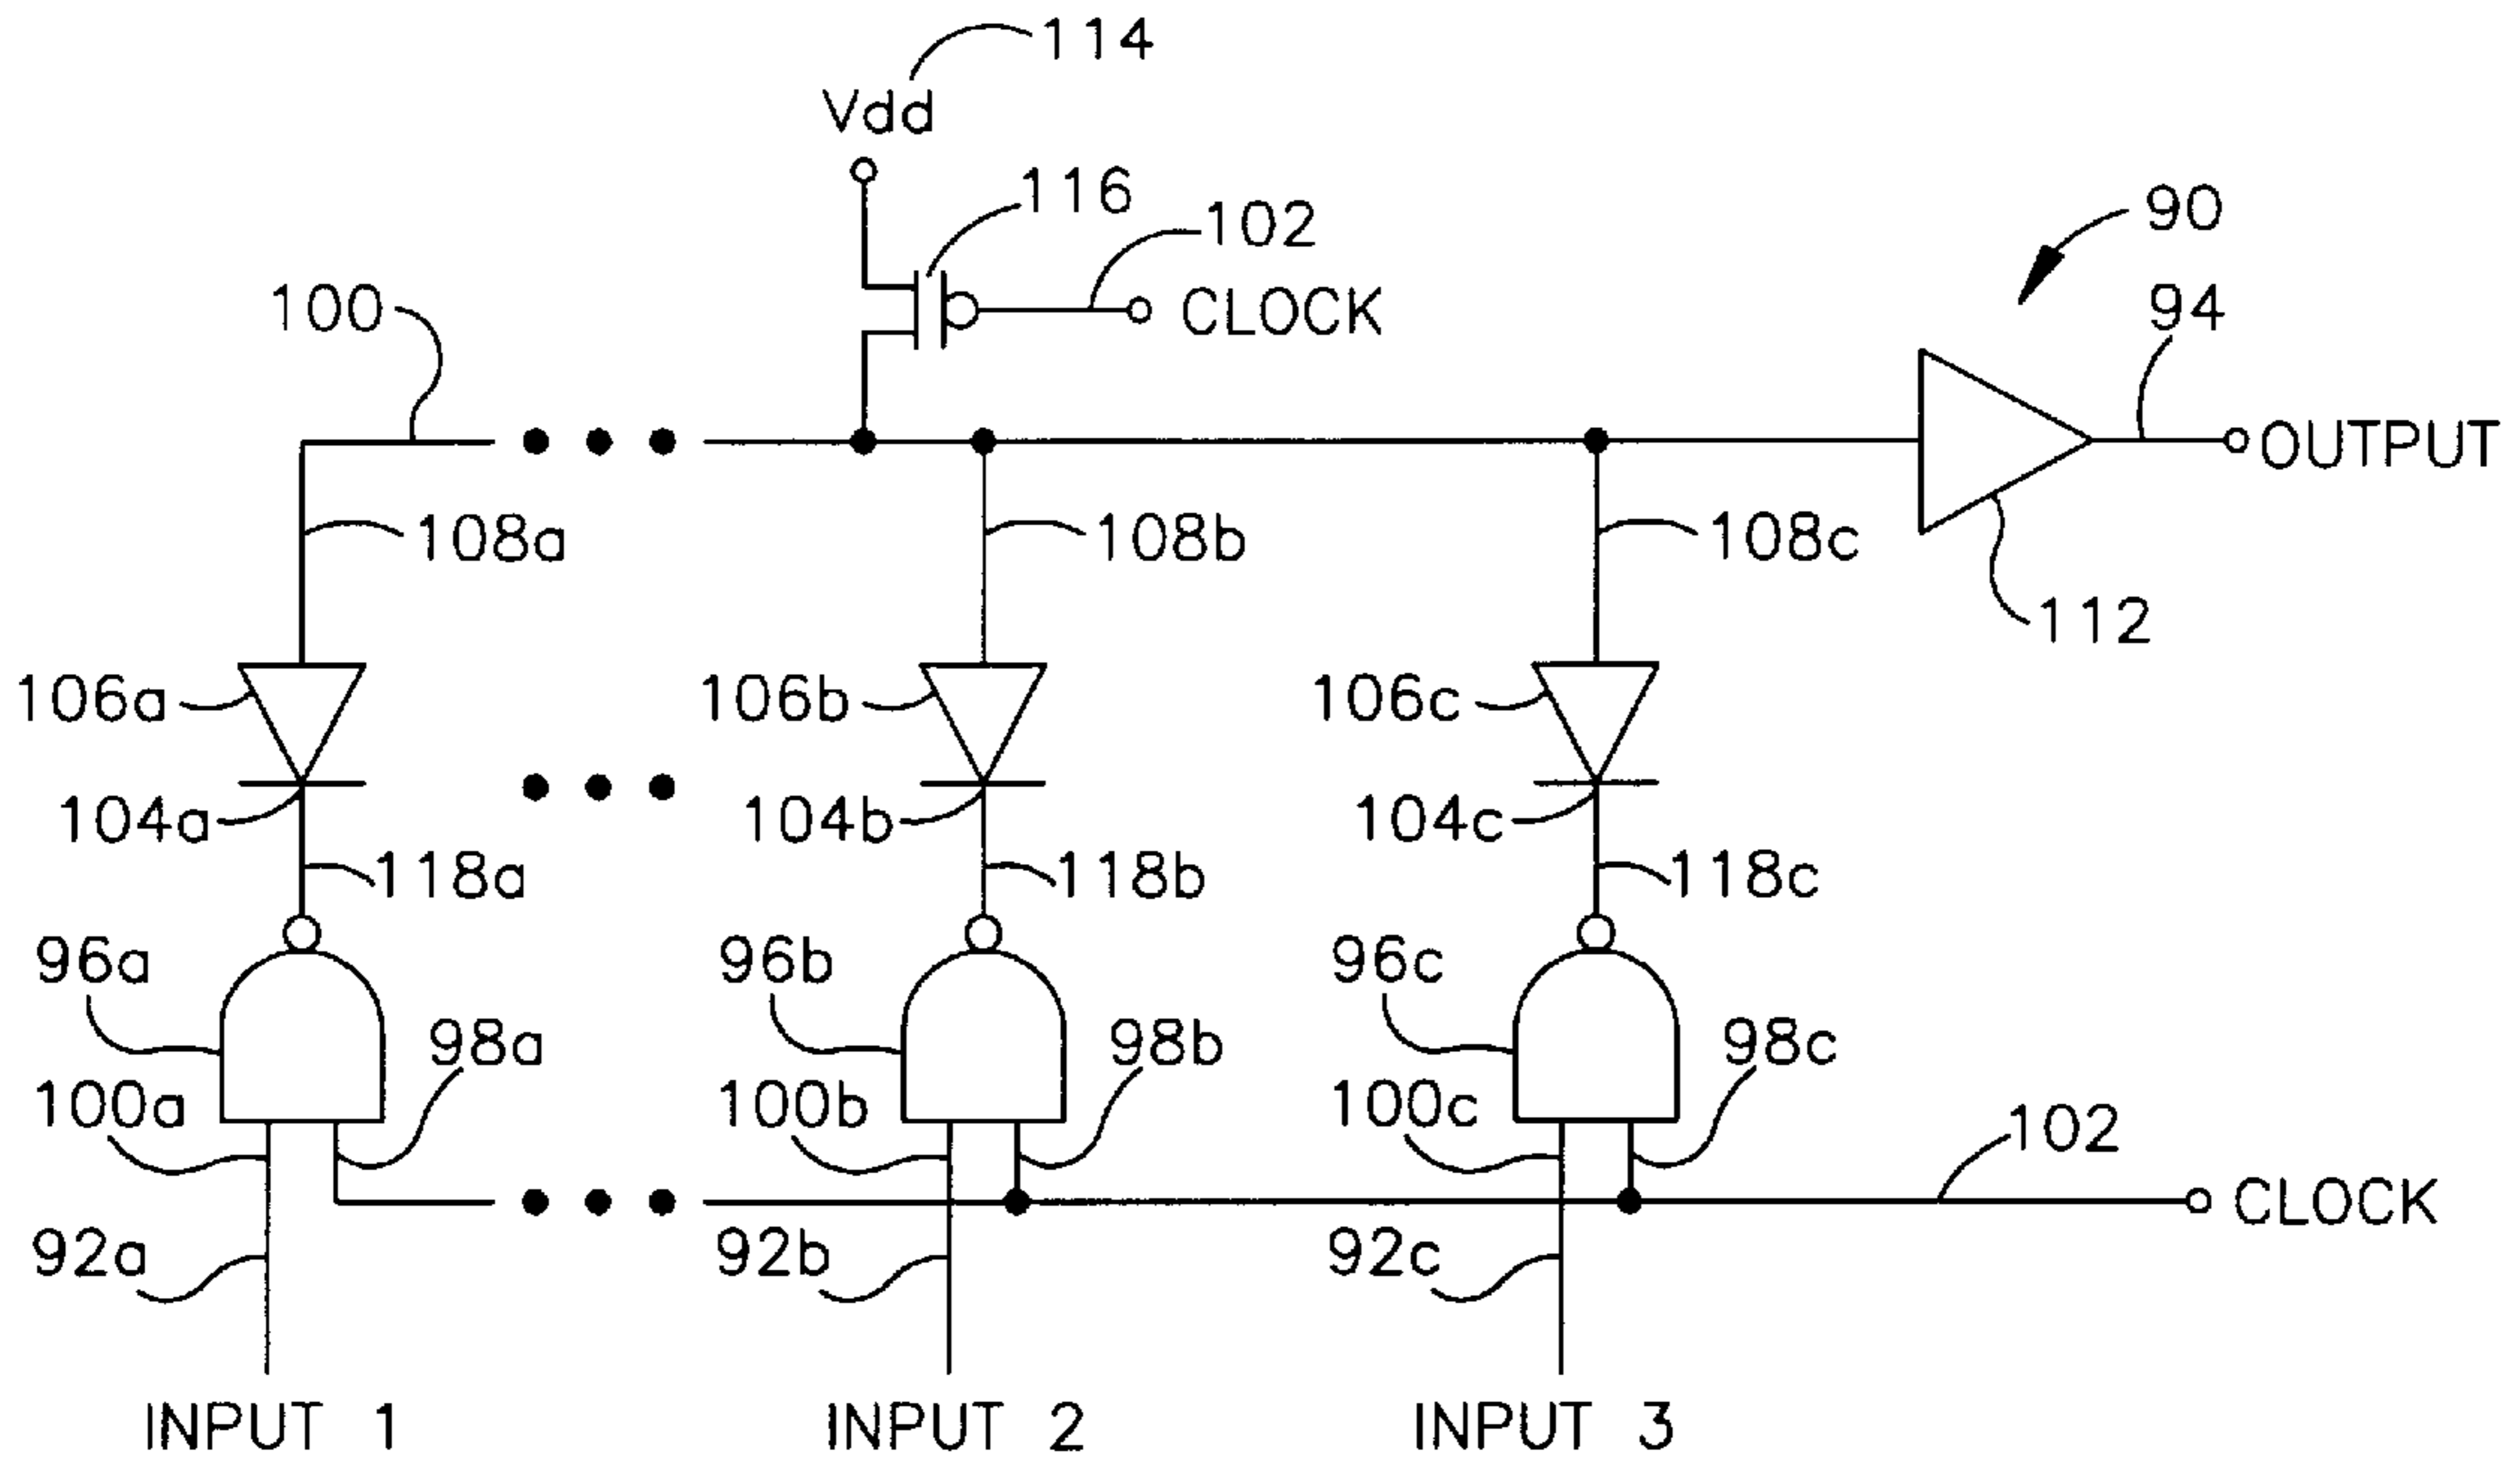 114
Vdd
116
102
90
100
CLOCK
94
OUTPUT
108a
108b
108c
112
106a
106b
106c
104a
104b
104c
118a
118b
118c
96a
96b
96c
98a
98b
98c
100a
100b
100c
102
CLOCK
92a
92b
92c
INPUT 1
INPUT 2
INPUT 3